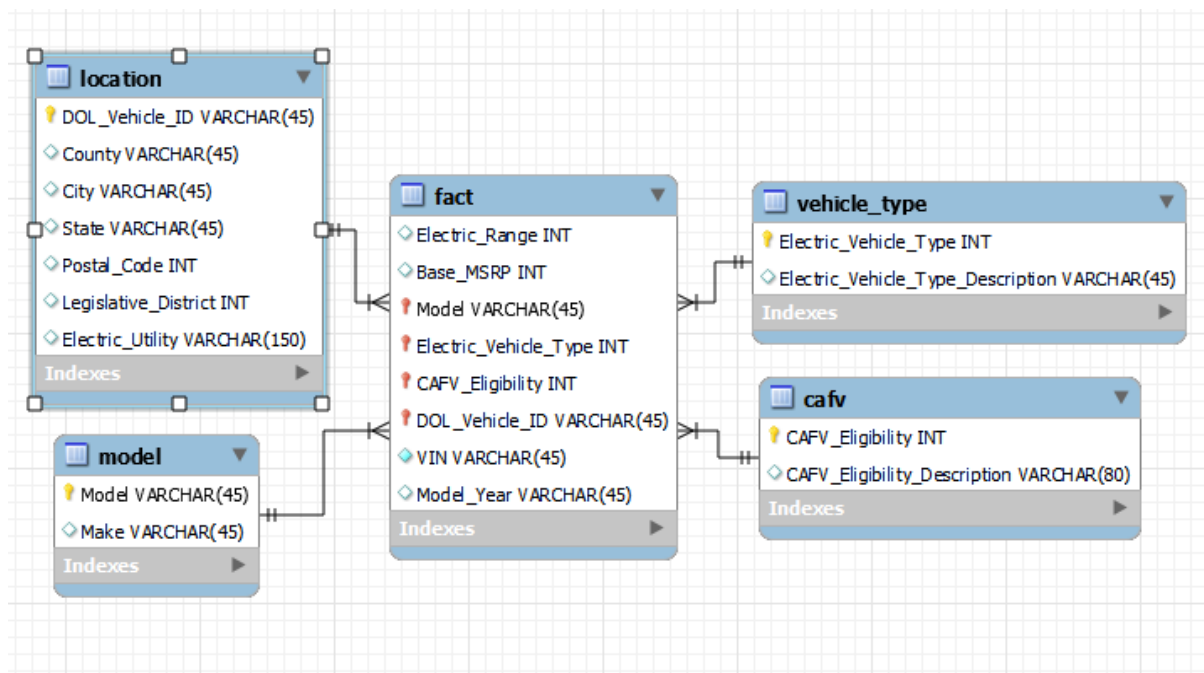 location
DOL_Vehicle_ID VARCHAR(45)
County VARCHAR(45)
City VARCHAR(45)
State VARCHAR(45)
Postal_Code INT
Legislative_District INT
Electric_Utility VARCHAR(150)
Indexes
model
Model VARCHAR(45)
Make VARCHAR(45)
Indexes
fact
Electric_Range INT
Base_MSRP INT
Model VARCHAR(45)
Electric_Vehicle_Type INT
CAFV_Eligibility INT
DOL_Vehicle_ID VARCHAR(45)
VIN VARCHAR(45)
Model_Year VARCHAR(45)
Indexes
vehicle_type
Electric_Vehicle_Type INT
Electric_Vehicle_Type_Description VARCHAR(45)
Indexes
cafv
CAFV_Eligibility INT
CAFV_Eligibility_Description VARCHAR(80)
Indexes